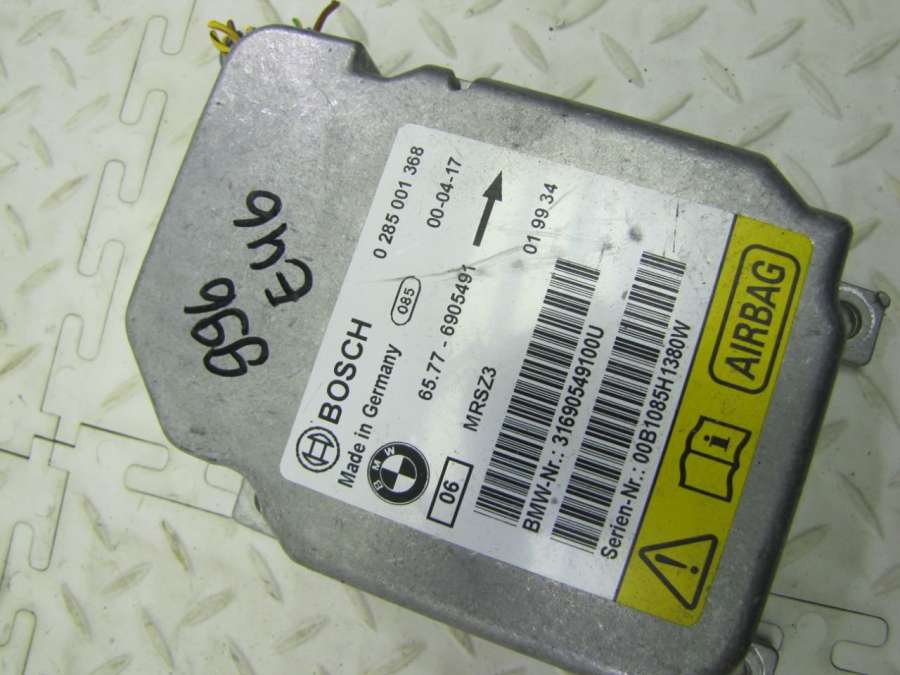 996
E46
BOSCH
0 285 001 368
Made in Germany
085
00-04-17
BMW
65.77 - 6905491
06
MRSZ3
01 99 34
BMW-Nr.: 31690549100U
Serien-Nr.: 00B1085H1380W
i
AIRBAG